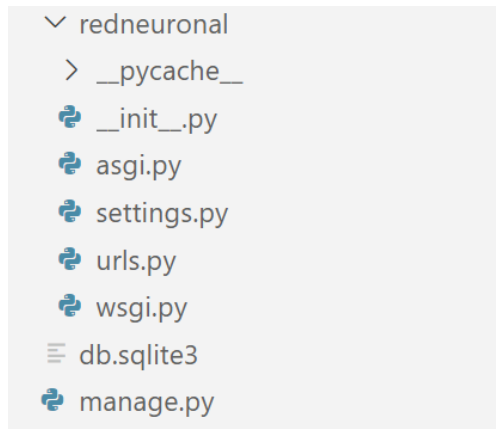 redneuronal
__pycache__
__init__.py
asgi.py
settings.py
urls.py
wsgi.py
db.sqlite3
manage.py